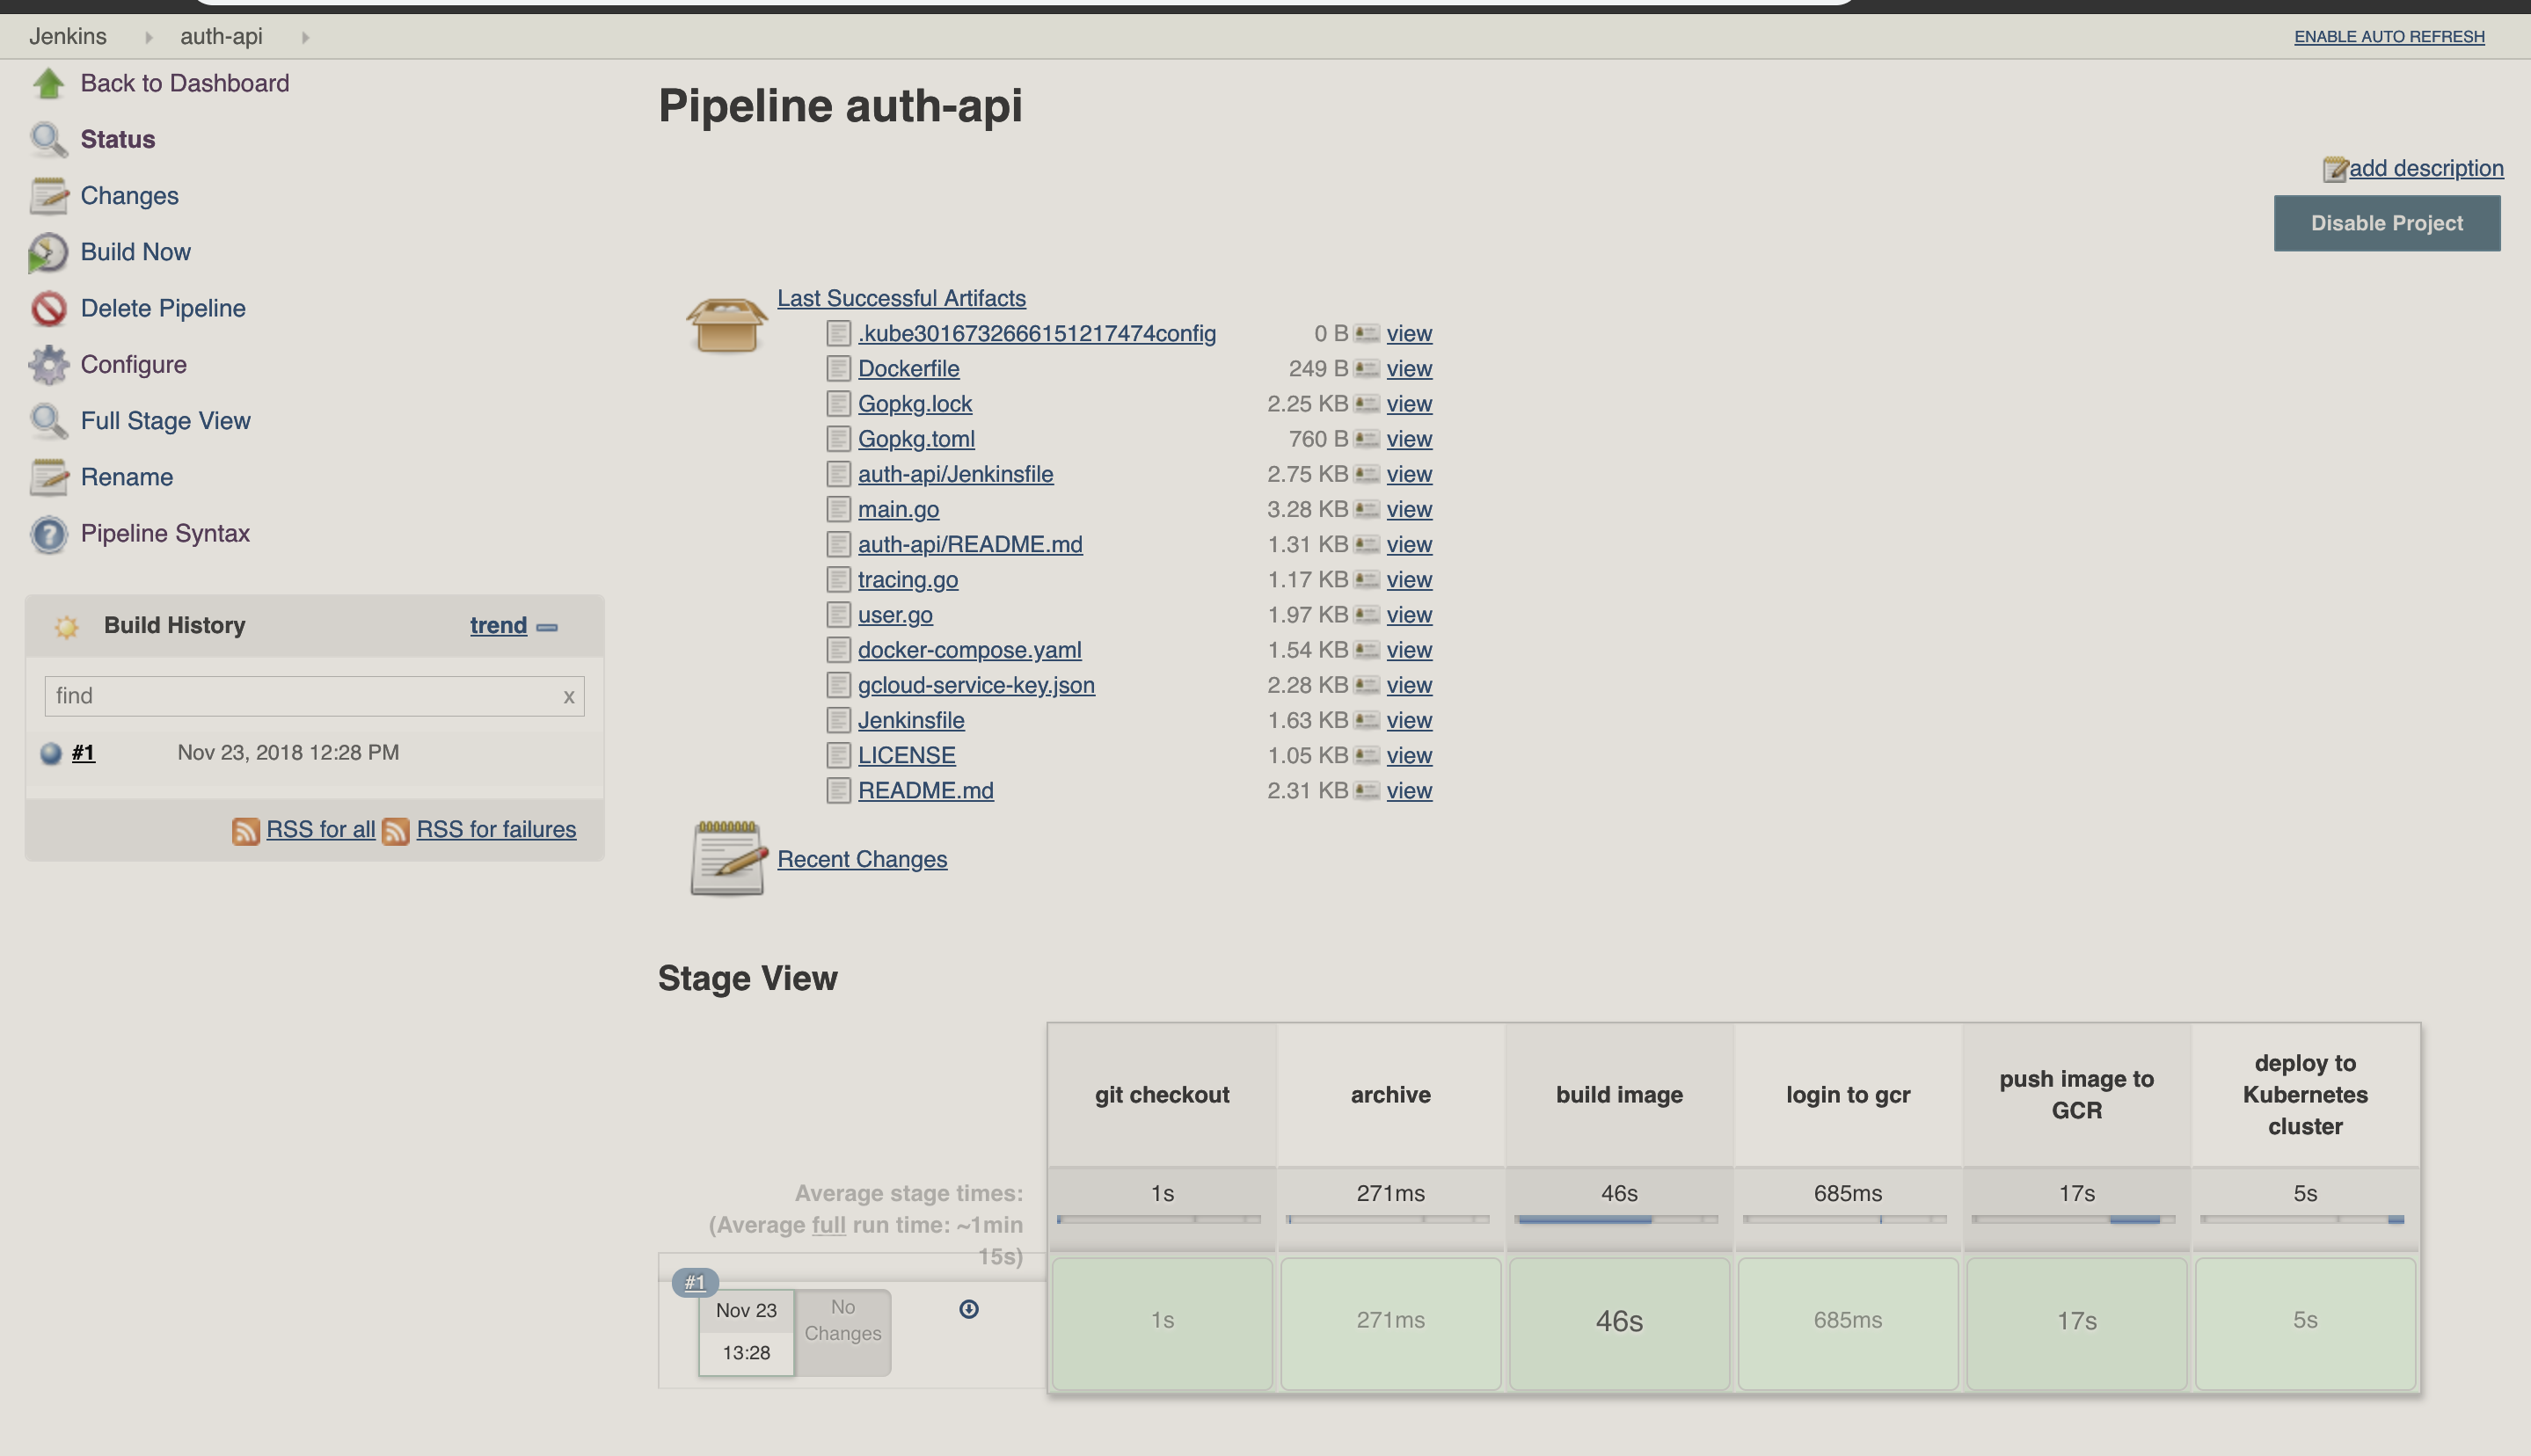 Jenkins auth-api ENABLE AUTO REFRESH
Back to Dashboard
Status
Changes
Build Now
Delete Pipeline
Configure
Full Stage View
Rename
Pipeline Syntax
Build History trend
find x
#1 Nov 23, 2018 12:28 PM
RSS for all RSS for failures
Pipeline auth-api
add description
Disable Project
Last Successful Artifacts
.kube3016732666151217474config 0 B view
Dockerfile 249 B view
Gopkg.lock 2.25 KB view
Gopkg.toml 760 B view
auth-api/Jenkinsfile 2.75 KB view
main.go 3.28 KB view
auth-api/README.md 1.31 KB view
tracing.go 1.17 KB view
user.go 1.97 KB view
docker-compose.yaml 1.54 KB view
gcloud-service-key.json 2.28 KB view
Jenkinsfile 1.63 KB view
LICENSE 1.05 KB view
README.md 2.31 KB view
Recent Changes
Stage View
git checkout
archive
build image
login to gcr
push image to
GCR
deploy to
Kubernetes
cluster
Average stage times:
(Average full run time: ~1min
15s)
1s 271ms 46s 685ms 17s 5s
#1
Nov 23
13:28
No
Changes
1s 271ms 46s 685ms 17s 5s